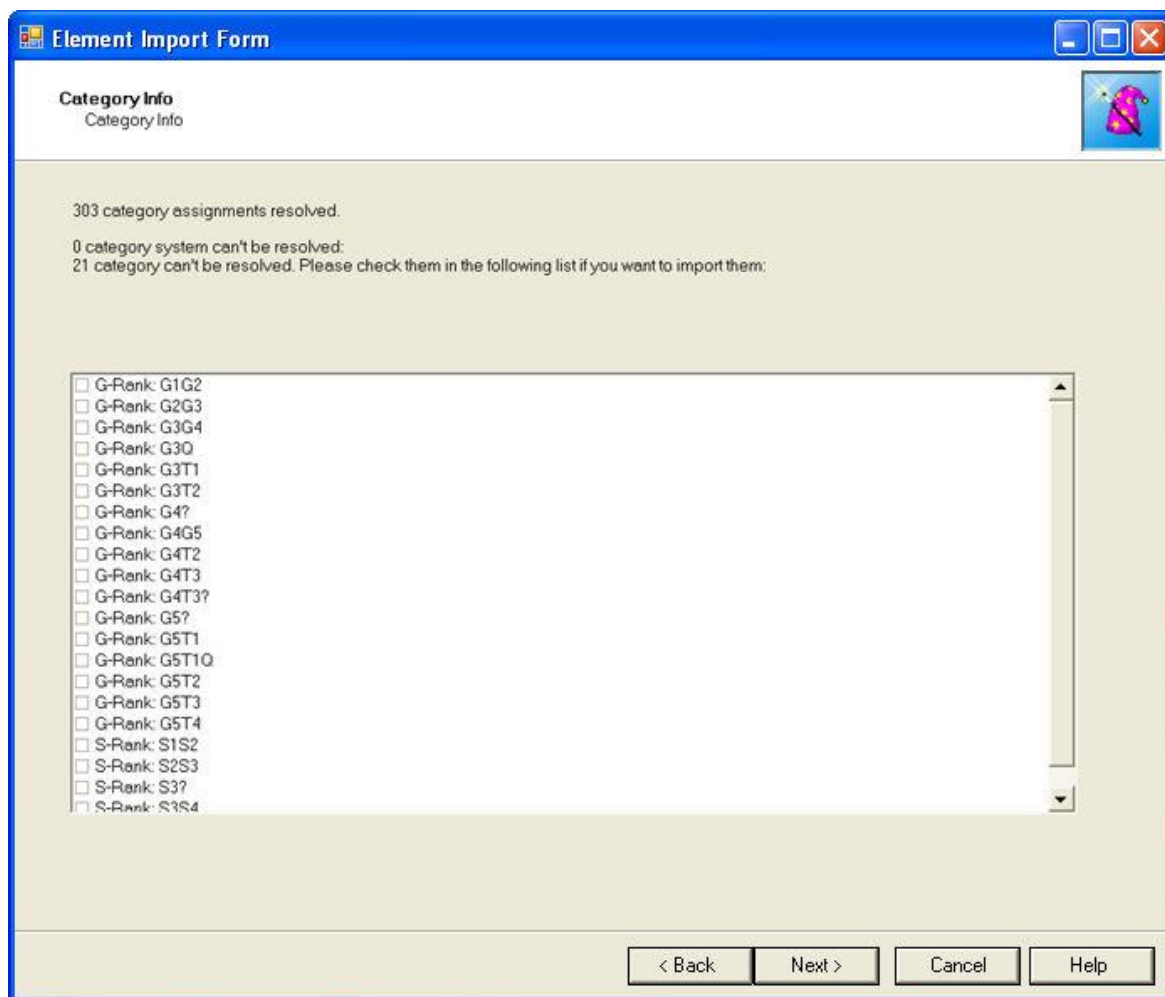 Element Import Form
Category Info
Category Info
303 category assignments resolved.
0 category system can't be resolved:
21 category can't be resolved. Please check them in the following list if you want to import them:
G-Rank: G1G2
G-Rank: G2G3
G-Rank: G3G4
G-Rank: G3Q
G-Rank: G3T1
G-Rank: G3T2
G-Rank: G4?
G-Rank: G4G5
G-Rank: G4T2
G-Rank: G4T3
G-Rank: G4T3?
G-Rank: G5?
G-Rank: G5T1
G-Rank: G5T1Q
G-Rank: G5T2
G-Rank: G5T3
G-Rank: G5T4
S-Rank: S1S2
S-Rank: S2S3
S-Rank: S3?
S-Rank: S3S4
< Back Next > Cancel Help